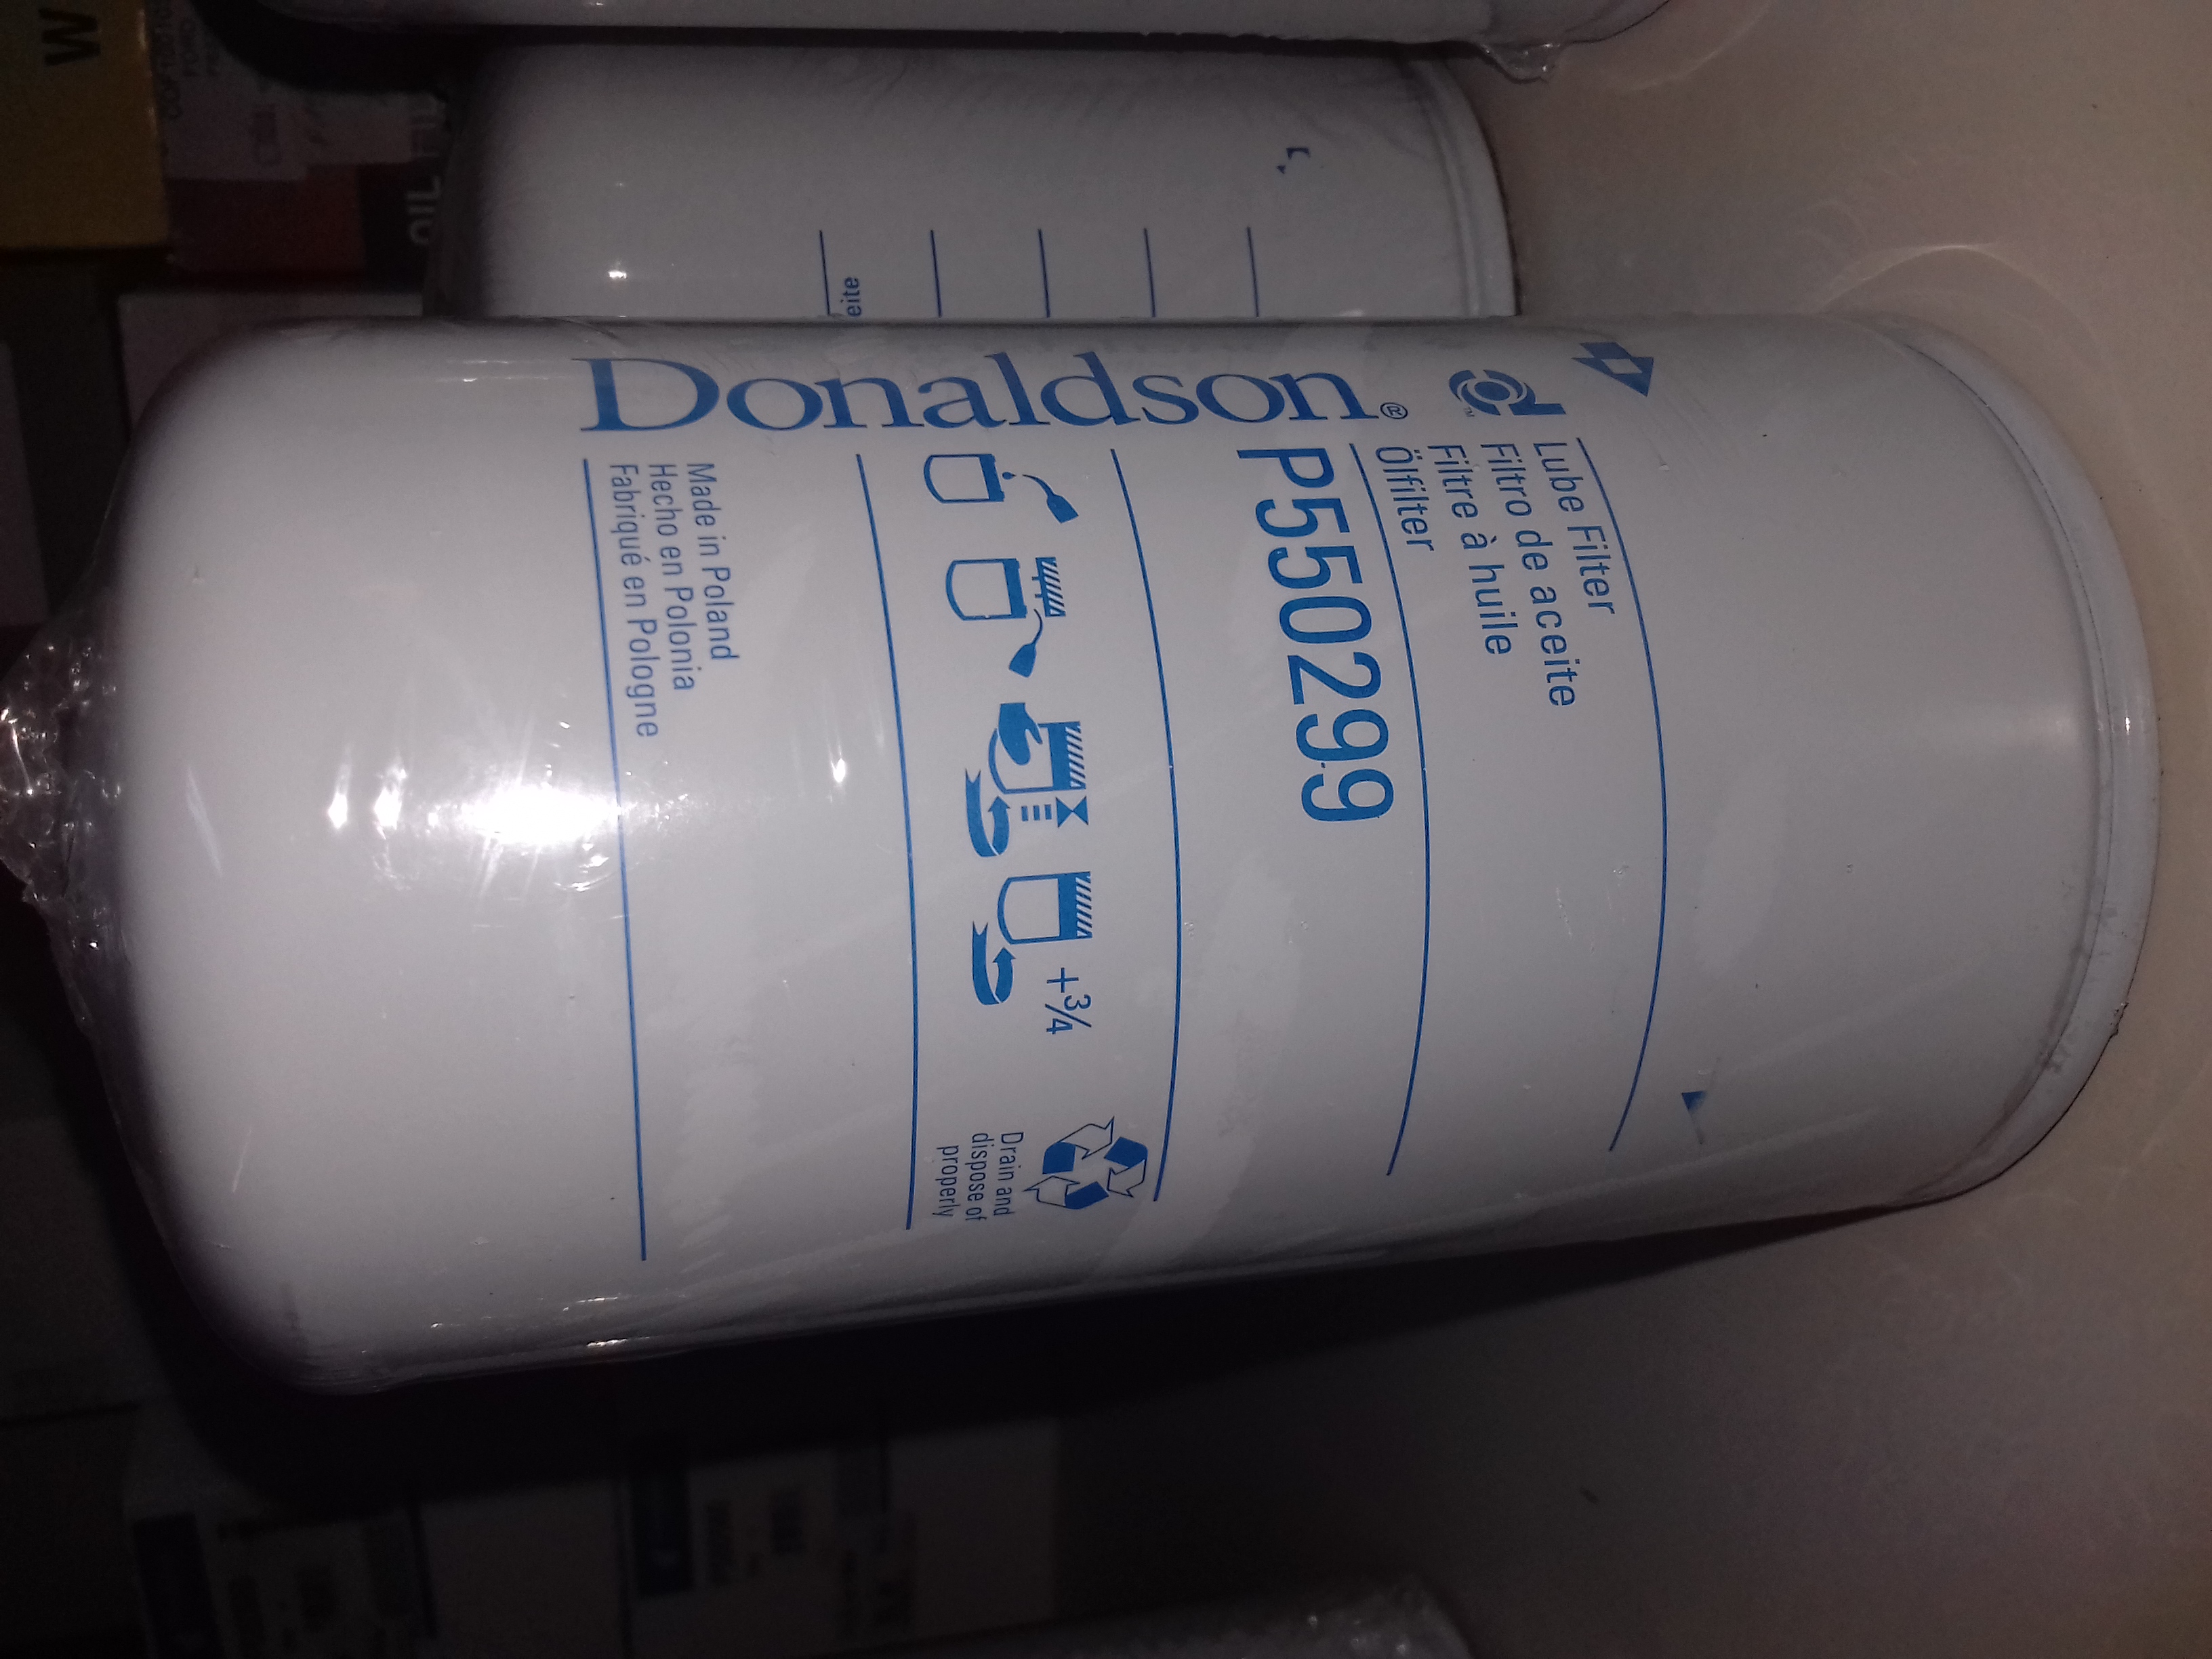 Donaldson®
Lube Filter
Filtro de aceite
Filtre à huile
Ölfilter
P550299
+3/4
Drain and
dispose of
properly
Made in Poland
Hecho en Polonia
Fabriqué en Pologne
eite
OIL
W